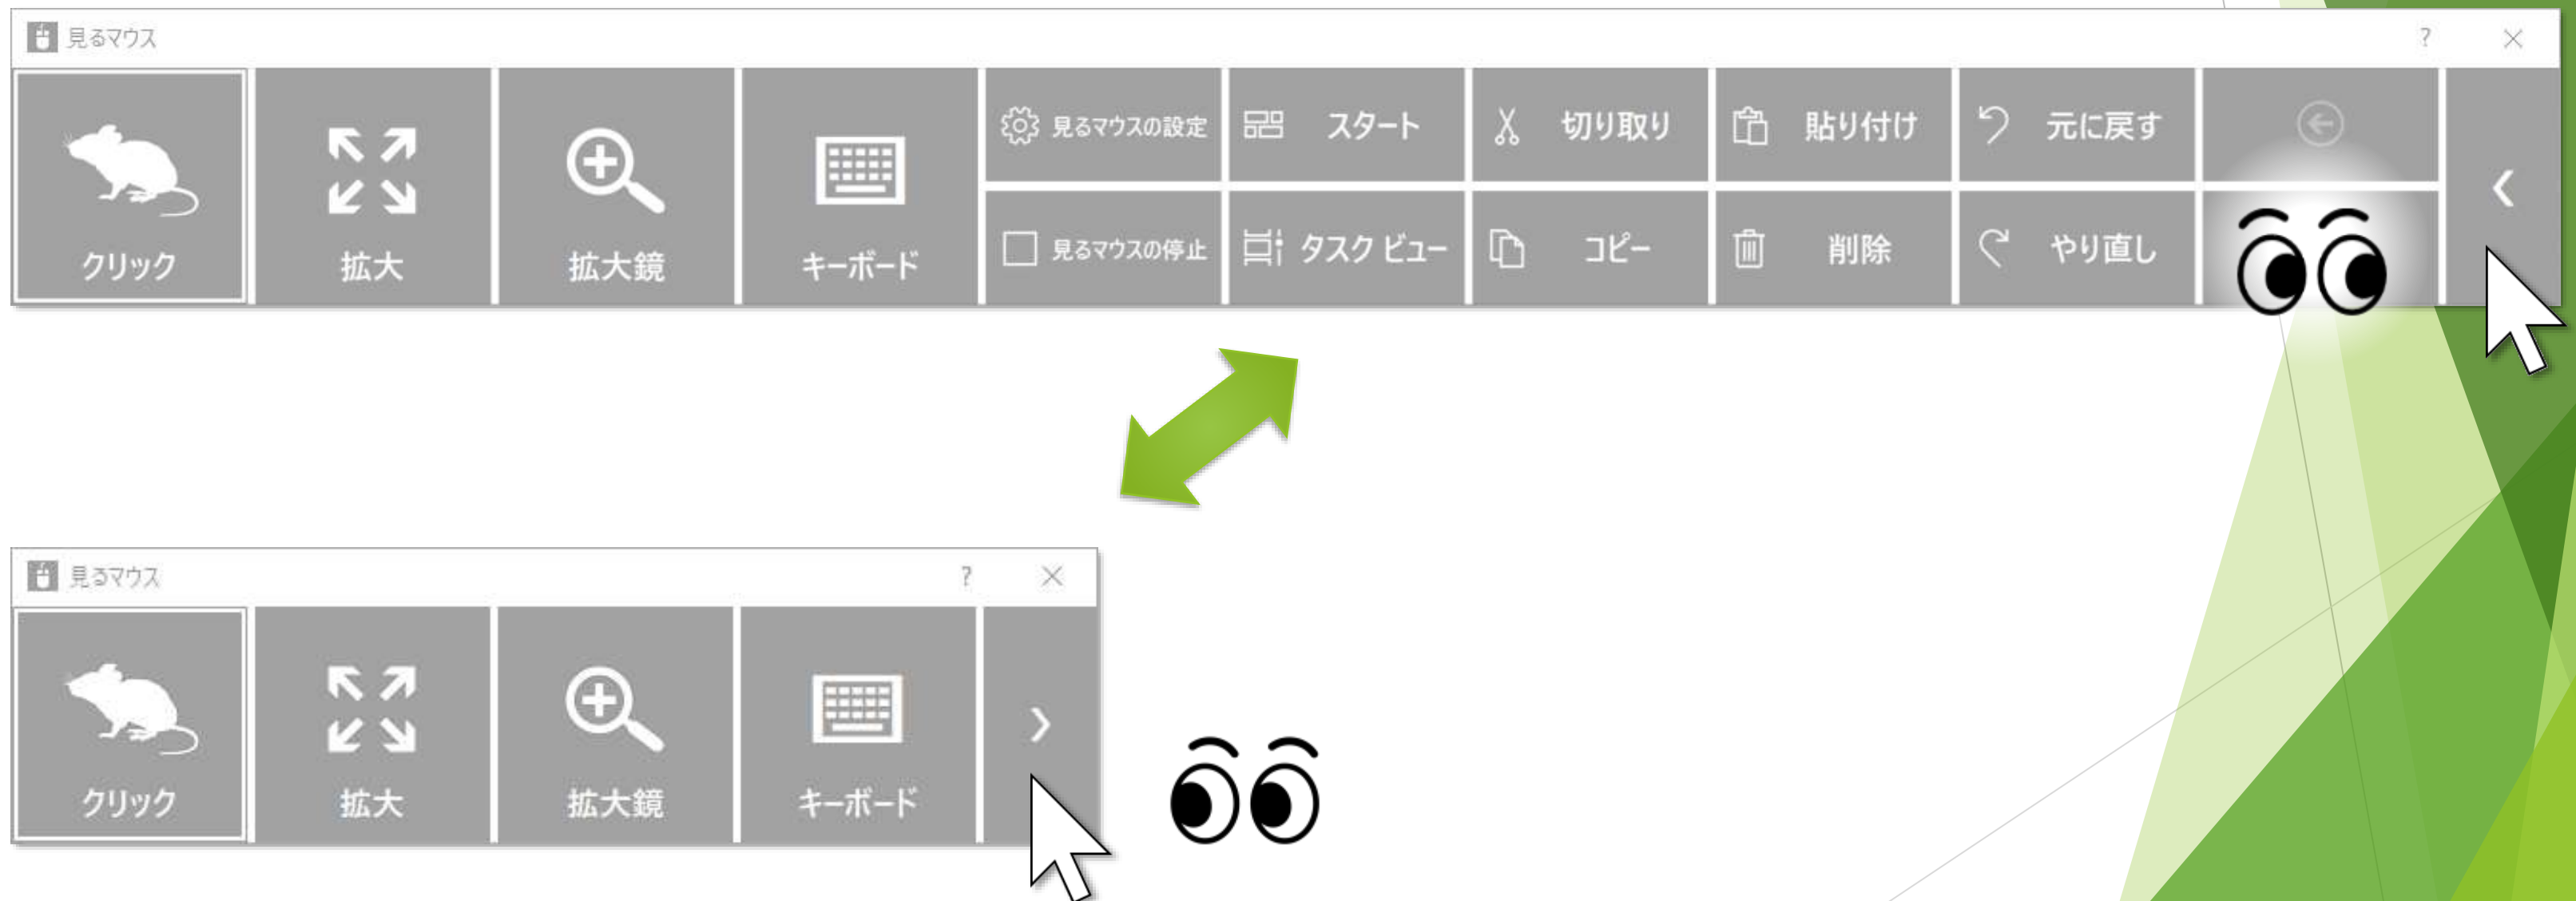 見るマウス ?
クリック 拡大 拡大鏡 キーボード
見るマウスの設定 スタート 切り取り 貼り付け 元に戻す
見るマウスの停止 タスク ビュー コピー 削除 やり直し
見るマウス ?
クリック 拡大 拡大鏡 キーボード